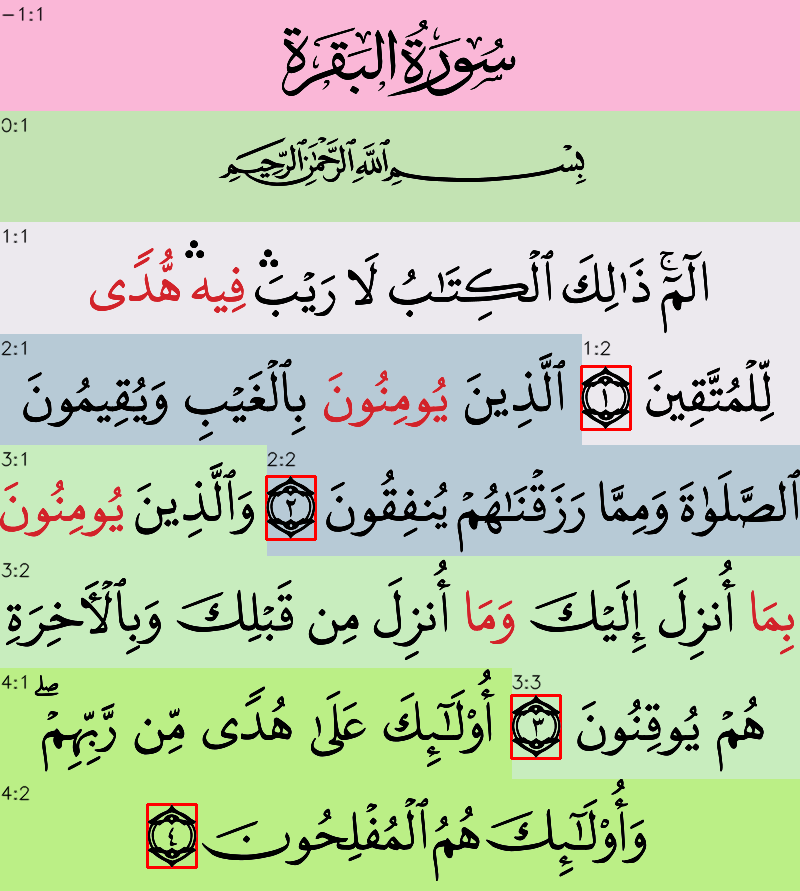 −1:1
سُورَةُ البَقَرَةِ
0:1
بِسۡمِ ٱللَّهِ ٱلرَّحۡمَٰنِ ٱلرَّحِيمِ
1:1
الٓمٓۚ ذَٰلِكَ ٱلۡكِتَٰبُ لَا رَيۡبَۛ فِيهۛ هُّدٗى
2:1 1:2
لِّلۡمُتَّقِينَ ١ ٱلَّذِينَ يُومِنُونَ بِٱلۡغَيۡبِ وَيُقِيمُونَ
3:1 2:2
ٱلصَّلَوٰةَ وَمِمَّا رَزَقۡنَٰهُمۡ يُنفِقُونَ ٢ وَٱلَّذِينَ يُومِنُونَ
3:2
بِمَا أُنزِلَ إِلَيۡكَ وَمَا أُنزِلَ مِن قَبۡلِكَ وَبِٱلۡأٓخِرَةِ
4:1 3:3
هُمۡ يُوقِنُونَ ٣ أُوْلَٰٓئِكَ عَلَىٰ هُدٗى مِّن رَّبِّهِمۡۖ
4:2
وَأُوْلَٰٓئِكَ هُمُ ٱلۡمُفۡلِحُونَ ٤